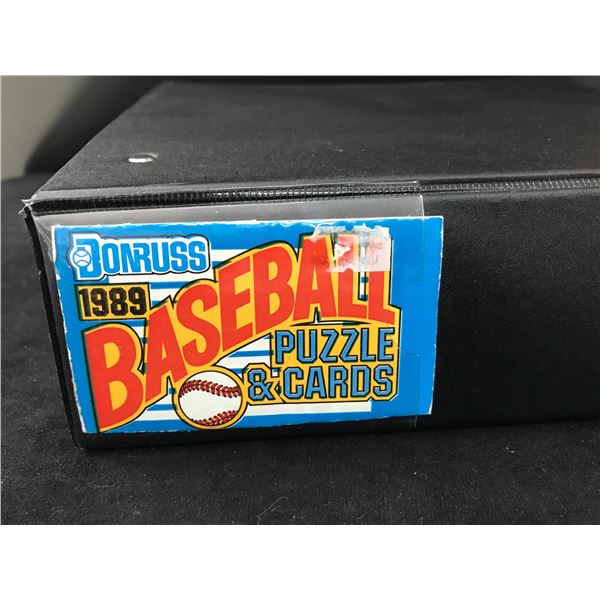 DONRUSS
1989
BASEBALL
PUZZLE
& CARDS